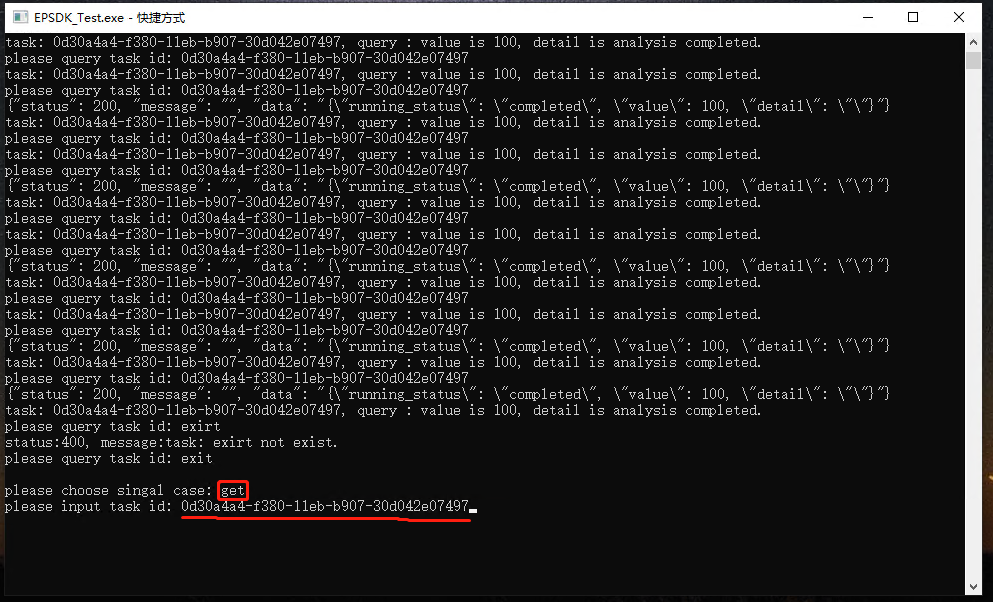 EPSDK_Test.exe - 快捷方式
task: 0d30a4a4-f380-11eb-b907-30d042e07497, query : value is 100, detail is analysis completed.
please query task id: 0d30a4a4-f380-11eb-b907-30d042e07497
task: 0d30a4a4-f380-11eb-b907-30d042e07497, query : value is 100, detail is analysis completed.
please query task id: 0d30a4a4-f380-11eb-b907-30d042e07497
{"status": 200, "message": "", "data": "{\"running_status\": \"completed\", \"value\": 100, \"detail\": \"\"}"}
task: 0d30a4a4-f380-11eb-b907-30d042e07497, query : value is 100, detail is analysis completed.
please query task id: 0d30a4a4-f380-11eb-b907-30d042e07497
task: 0d30a4a4-f380-11eb-b907-30d042e07497, query : value is 100, detail is analysis completed.
please query task id: 0d30a4a4-f380-11eb-b907-30d042e07497
{"status": 200, "message": "", "data": "{\"running_status\": \"completed\", \"value\": 100, \"detail\": \"\"}"}
task: 0d30a4a4-f380-11eb-b907-30d042e07497, query : value is 100, detail is analysis completed.
please query task id: 0d30a4a4-f380-11eb-b907-30d042e07497
task: 0d30a4a4-f380-11eb-b907-30d042e07497, query : value is 100, detail is analysis completed.
please query task id: 0d30a4a4-f380-11eb-b907-30d042e07497
{"status": 200, "message": "", "data": "{\"running_status\": \"completed\", \"value\": 100, \"detail\": \"\"}"}
task: 0d30a4a4-f380-11eb-b907-30d042e07497, query : value is 100, detail is analysis completed.
please query task id: 0d30a4a4-f380-11eb-b907-30d042e07497
task: 0d30a4a4-f380-11eb-b907-30d042e07497, query : value is 100, detail is analysis completed.
please query task id: 0d30a4a4-f380-11eb-b907-30d042e07497
{"status": 200, "message": "", "data": "{\"running_status\": \"completed\", \"value\": 100, \"detail\": \"\"}"}
task: 0d30a4a4-f380-11eb-b907-30d042e07497, query : value is 100, detail is analysis completed.
please query task id: 0d30a4a4-f380-11eb-b907-30d042e07497
{"status": 200, "message": "", "data": "{\"running_status\": \"completed\", \"value\": 100, \"detail\": \"\"}"}
task: 0d30a4a4-f380-11eb-b907-30d042e07497, query : value is 100, detail is analysis completed.
please query task id: exirt
status:400, message:task: exirt not exist.
please query task id: exit
please choose singal case: get
please input task id: 0d30a4a4-f380-11eb-b907-30d042e07497